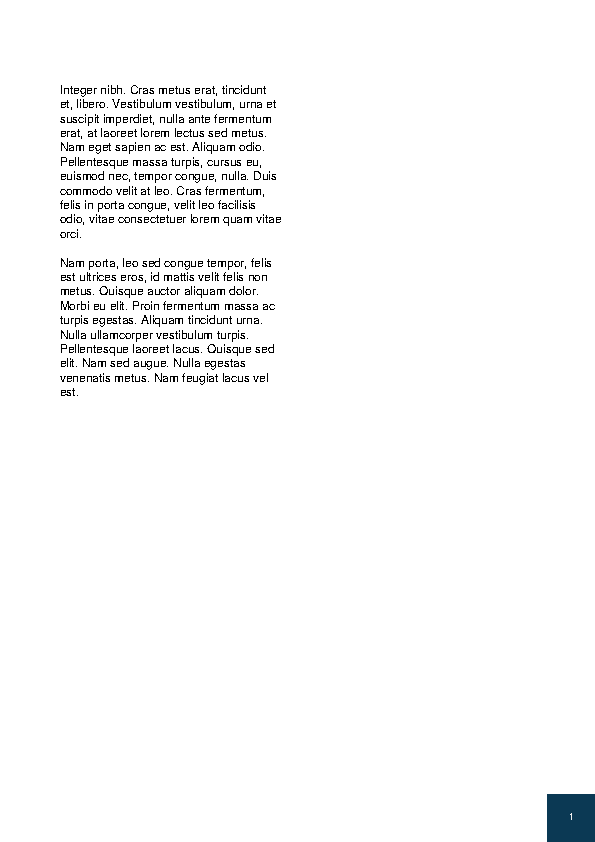 Integer nibh. Cras metus erat, tincidunt
et, libero. Vestibulum vestibulum, urna et
suscipit imperdiet, nulla ante fermentum
erat, at laoreet lorem lectus sed metus.
Nam eget sapien ac est. Aliquam odio.
Pellentesque massa turpis, cursus eu,
euismod nec, tempor congue, nulla. Duis
commodo velit at leo. Cras fermentum,
felis in porta congue, velit leo facilisis
odio, vitae consectetuer lorem quam vitae
orci.
Nam porta, leo sed congue tempor, felis
est ultrices eros, id mattis velit felis non
metus. Quisque auctor aliquam dolor.
Morbi eu elit. Proin fermentum massa ac
turpis egestas. Aliquam tincidunt urna.
Nulla ullamcorper vestibulum turpis.
Pellentesque laoreet lacus. Quisque sed
elit. Nam sed augue. Nulla egestas
venenatis metus. Nam feugiat lacus vel
est.
1